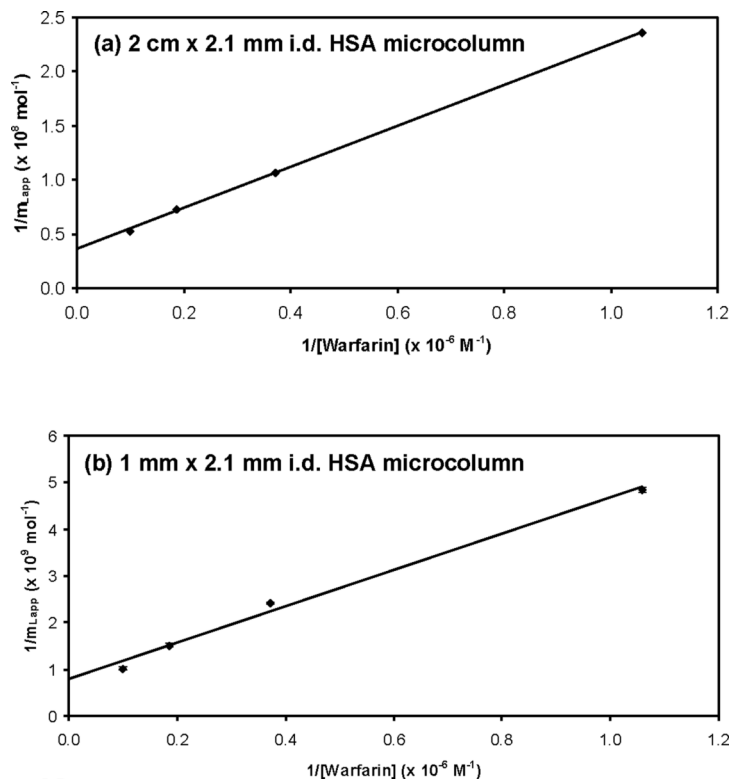 (a) 2 cm x 2.1 mm i.d. HSA microcolumn
2.5
2.0
1.5
1.0
0.5
0.0
1/mLapp (x 10⁸ mol⁻¹)
0.0 0.2 0.4 0.6 0.8 1.0 1.2
1/[Warfarin] (x 10⁻⁶ M⁻¹)
(b) 1 mm x 2.1 mm i.d. HSA microcolumn
6
5
4
3
2
1
0
1/mLapp (x 10⁹ mol⁻¹)
0.0 0.2 0.4 0.6 0.8 1.0 1.2
1/[Warfarin] (x 10⁻⁶ M⁻¹)